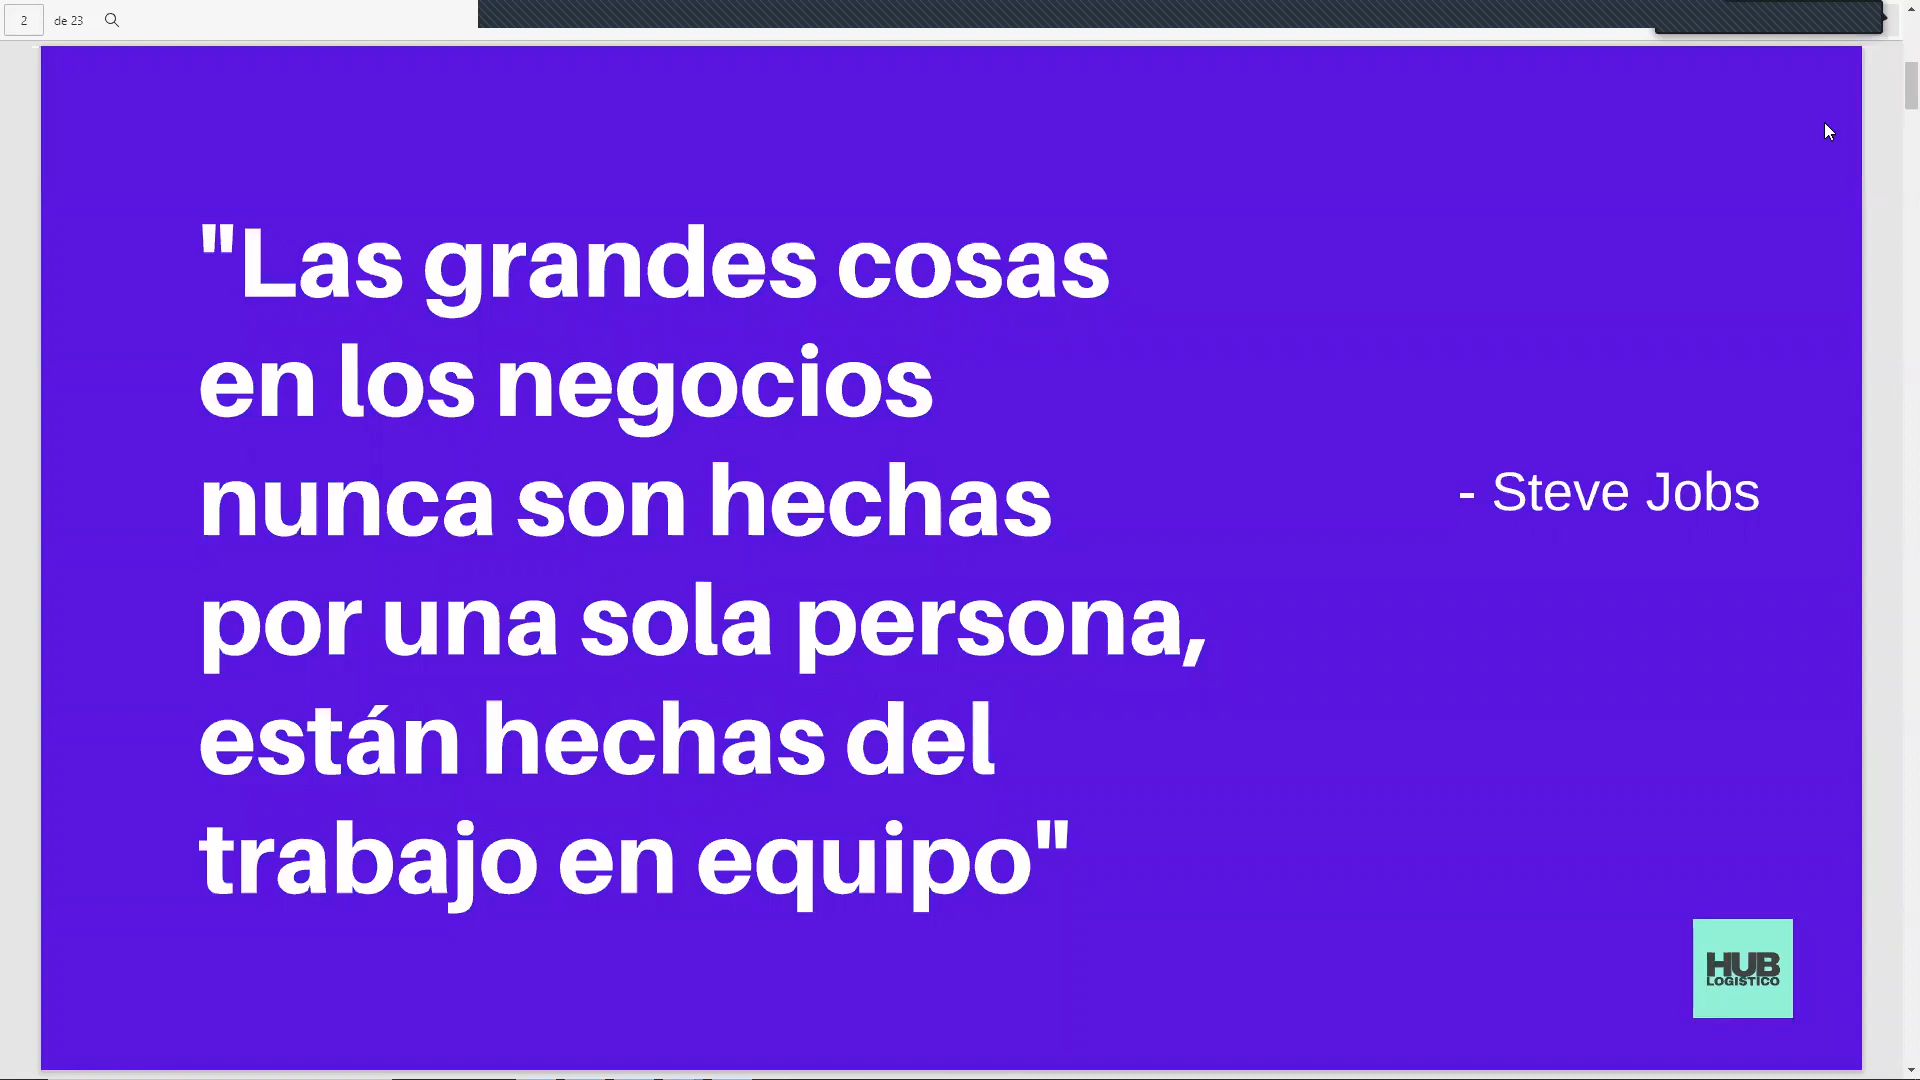 2 de 23
"Las grandes cosas
en los negocios
nunca son hechas
por una sola persona,
están hechas del
trabajo en equipo"
- Steve Jobs
HUB
LOGISTICO